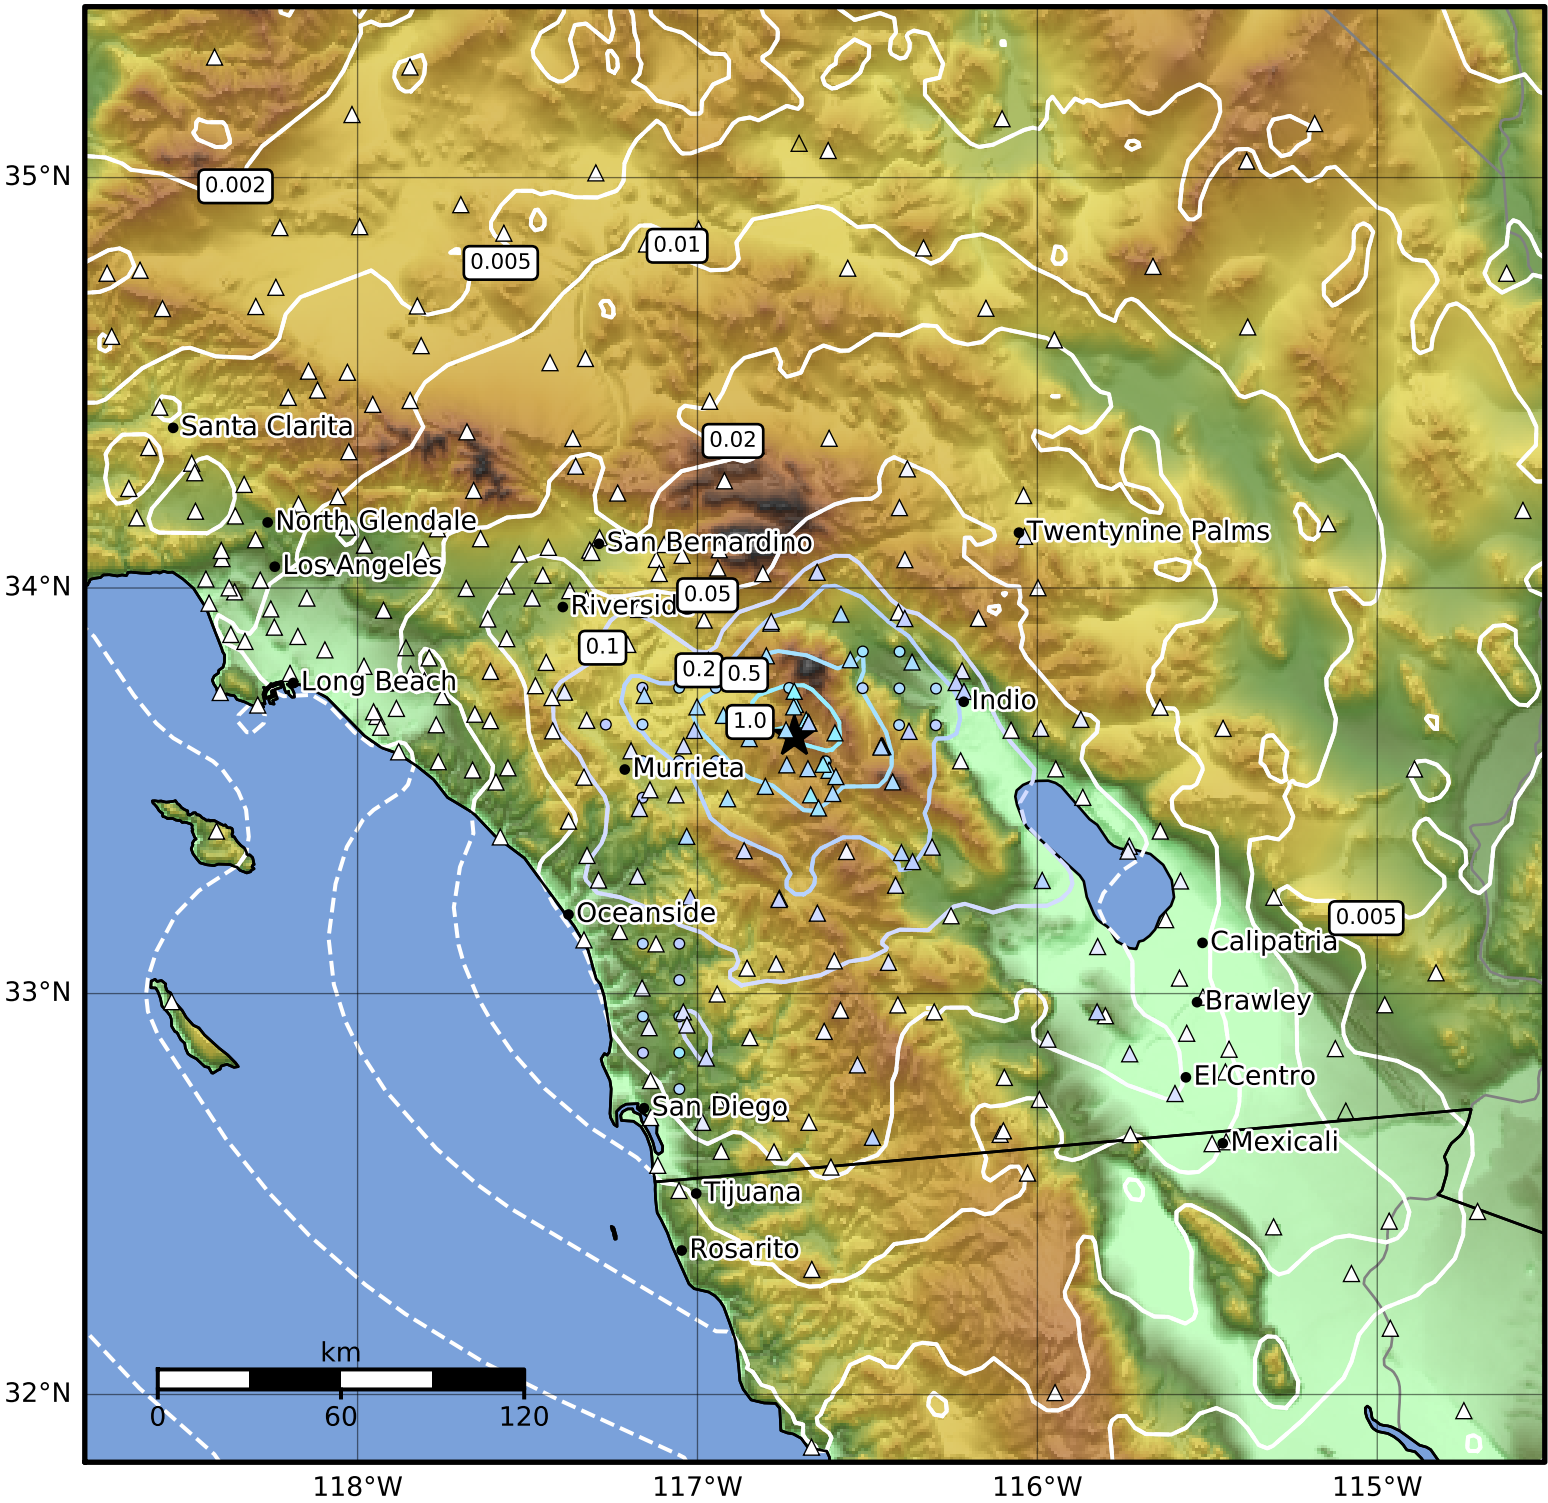 35°N
0.002
0.01
0.005
0.02
Santa Clarita
North Glendale
Twentynine Palms
San Bernardino
Los Angeles
34°N
0.05
Riversid
0.1
0.2
0.5
Long Beach
Indio
1.0
Murrieta
Oceanside
0.005
Calipatria
33°N
Brawley
El Centro
San Diego
Mexicali
Tijuana
Rosarito
km
32°N
0
60
120
118°W
117°W
116°W
115°W